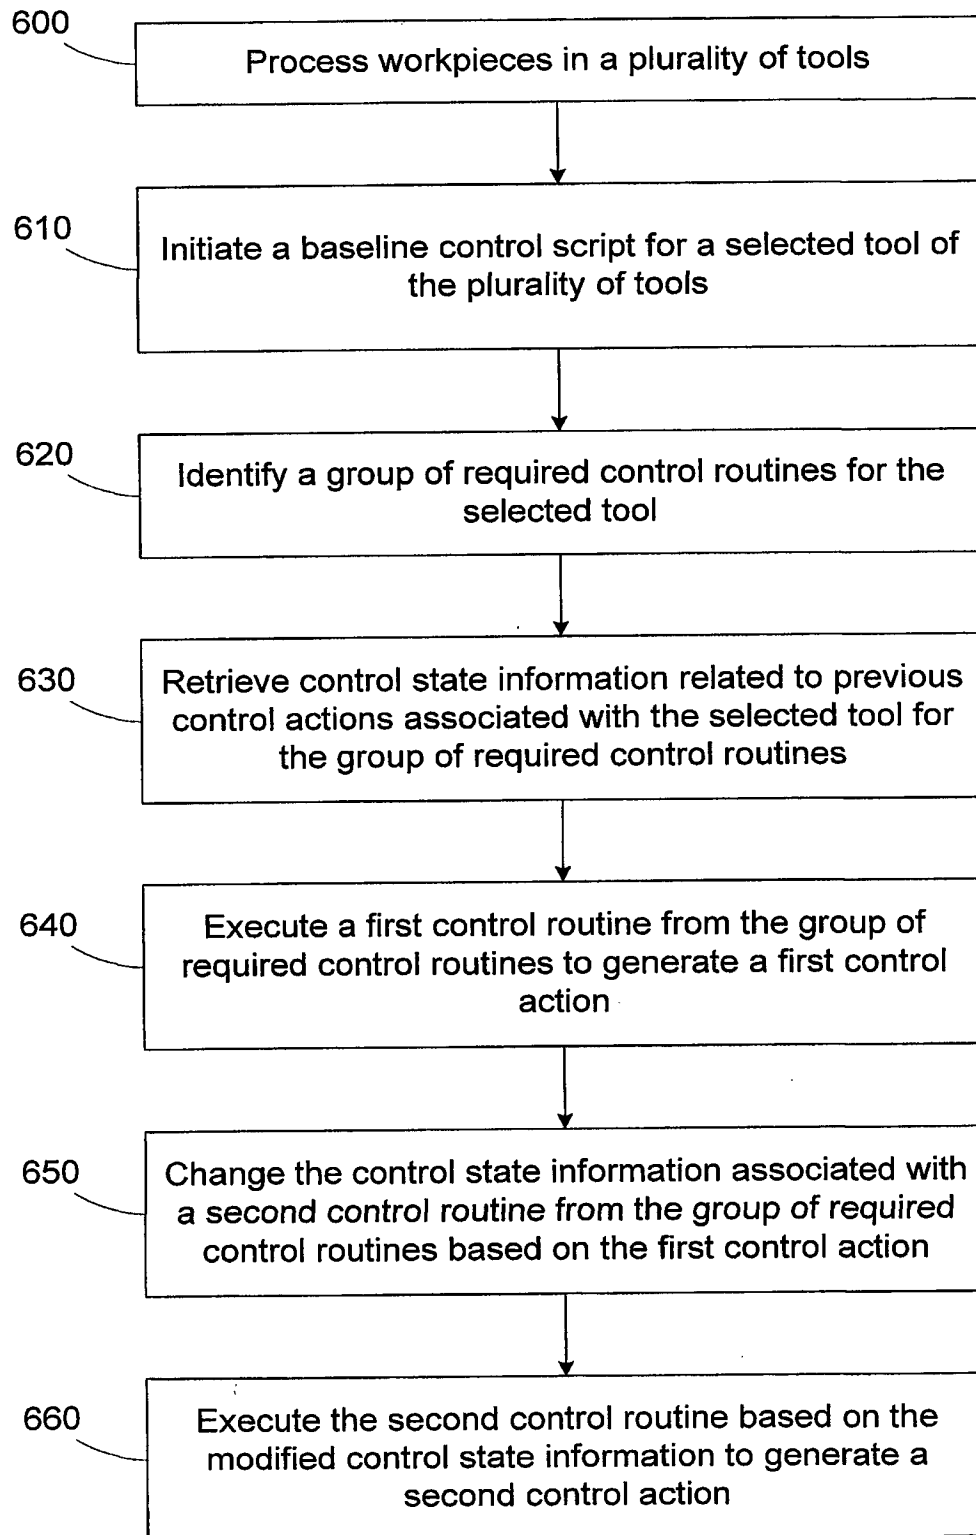 600
Process workpieces in a plurality of tools
610
Initiate a baseline control script for a selected tool of
the plurality of tools
620
Identify a group of required control routines for the
selected tool
630
Retrieve control state information related to previous
control actions associated with the selected tool for
the group of required control routines
640
Execute a first control routine from the group of
required control routines to generate a first control
action
650
Change the control state information associated with
a second control routine from the group of required
control routines based on the first control action
660
Execute the second control routine based on the
modified control state information to generate a
second control action